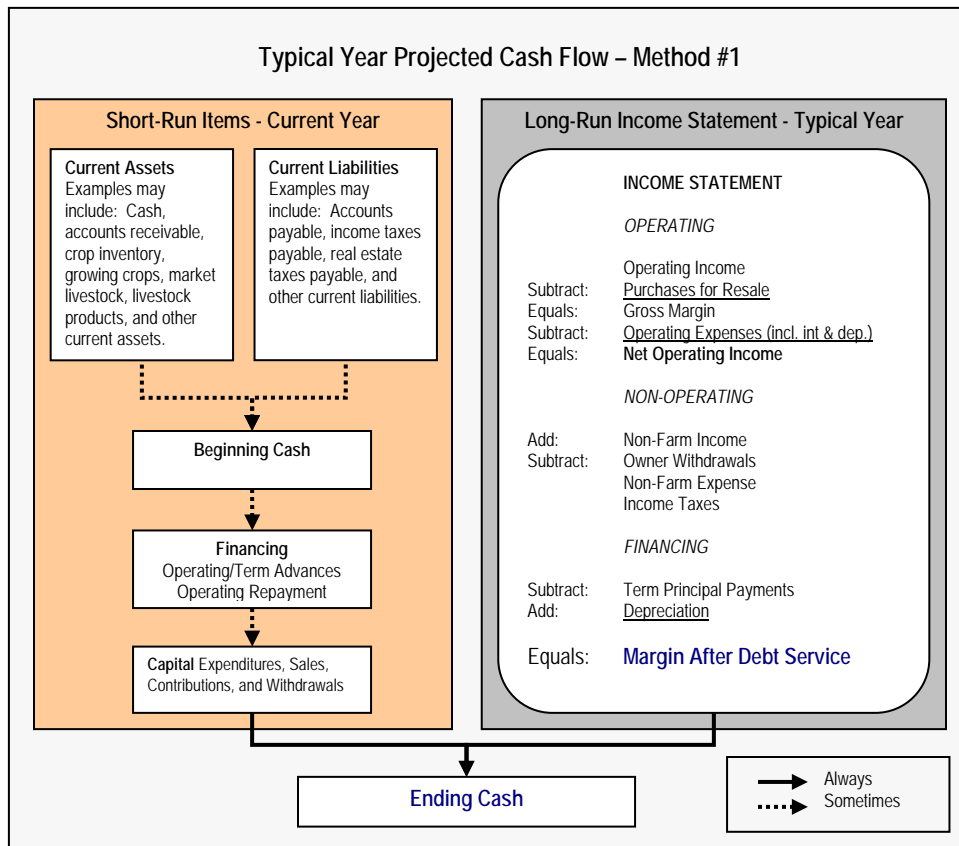 Typical Year Projected Cash Flow – Method #1
Short-Run Items - Current Year
Current Assets
Examples may
include: Cash,
accounts receivable,
crop inventory,
growing crops, market
livestock, livestock
products, and other
current assets.
Current Liabilities
Examples may
include: Accounts
payable, income taxes
payable, real estate
taxes payable, and
other current liabilities.
Beginning Cash
Financing
Operating/Term Advances
Operating Repayment
Capital Expenditures, Sales,
Contributions, and Withdrawals
Long-Run Income Statement - Typical Year
INCOME STATEMENT
OPERATING
Operating Income
Subtract: Purchases for Resale
Equals: Gross Margin
Subtract: Operating Expenses (incl. int & dep.)
Equals: Net Operating Income
NON-OPERATING
Add: Non-Farm Income
Subtract: Owner Withdrawals
Non-Farm Expense
Income Taxes
FINANCING
Subtract: Term Principal Payments
Add: Depreciation
Equals: Margin After Debt Service
Ending Cash
Always
Sometimes